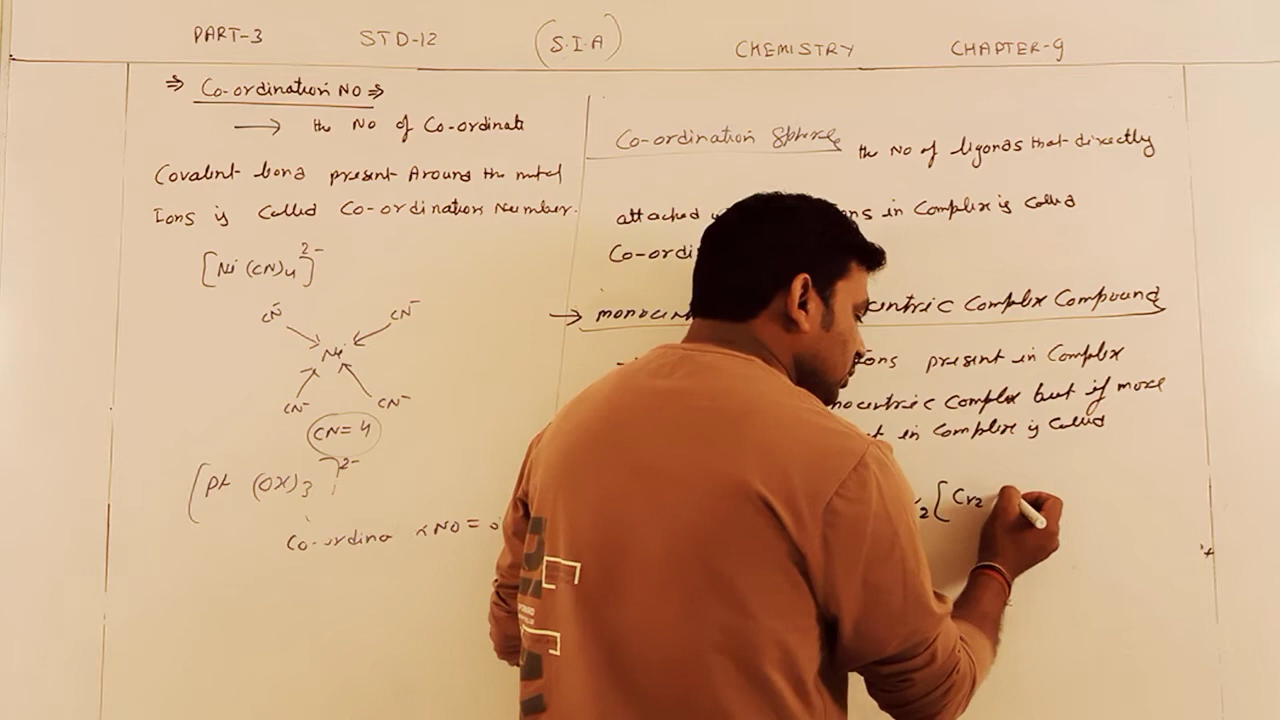 PART-3 STD-12 (S.I.A) CHEMISTRY CHAPTER-9
⇒ Co-ordination No ⇒
→ the No of Co-ordinate
Covalent bond present Around the metal
Ions is Called Co-ordination Number.
[Ni (CN)4]2-
CN- CN-
Ni
CN- CN-
CN= 4
[Pt (OX)3]2-
Co-ordina NO =
Co-ordination Sphere the No of ligands that directly
attached ons in Complex is called
Co-ordi
→ monocen centric Complex Compound
Ions present in Complex
nocentric Complex but if more
t in Complex is Called
2[Cr2